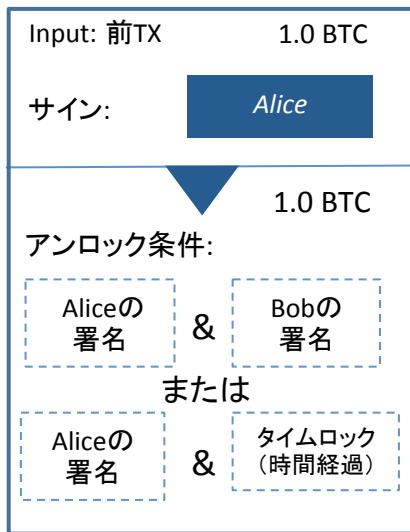 Input: 前TX 1.0 BTC
サイン: Alice
1.0 BTC
アンロック条件:
Aliceの 署名 & Bobの 署名
または
Aliceの 署名 & タイムロック (時間経過)